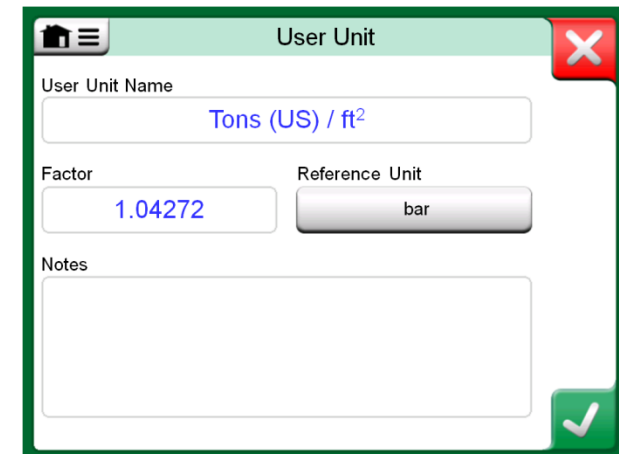 User Unit
User Unit Name
Tons (US) / ft²
Factor
Reference Unit
1.04272
bar
Notes